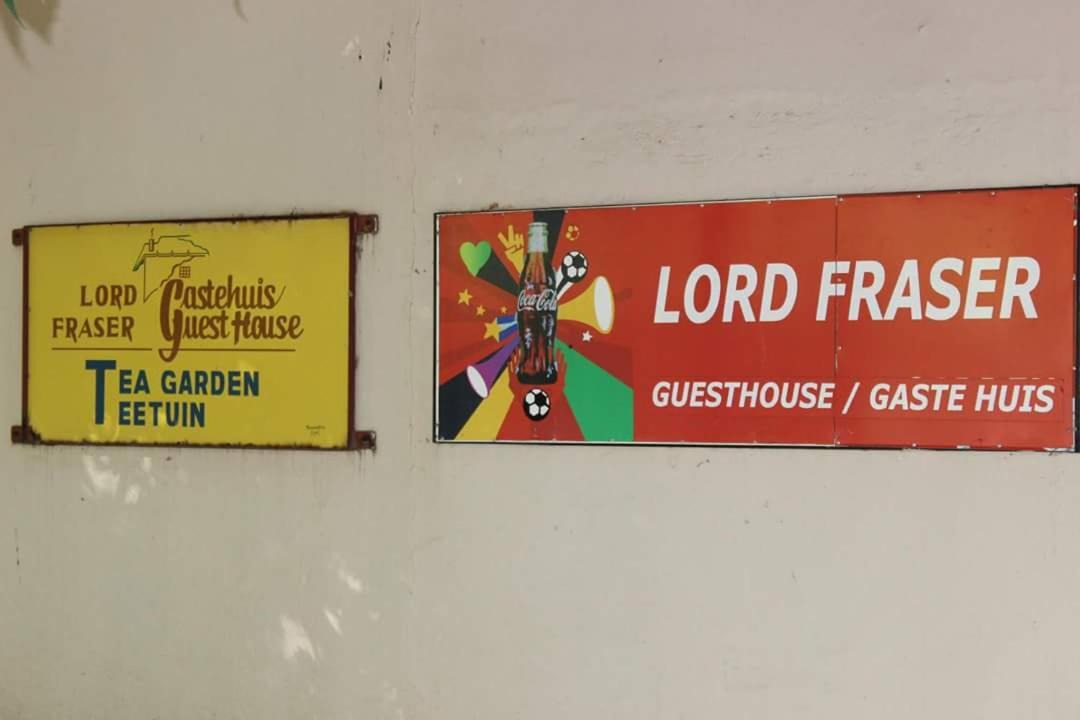 LORD
FRASER
Gastehuis
Guest House
TEA GARDEN
TEETUIN
Coca-Cola
LORD FRASER
GUESTHOUSE / GASTE HUIS